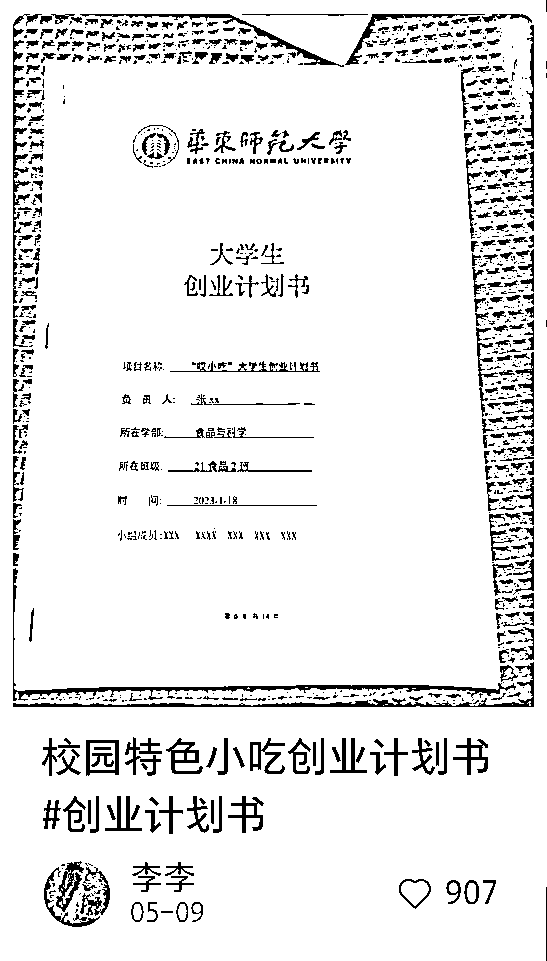 華東師范大學
EAST CHINA NORMAL UNIVERSITY
大学生
创业计划书
项目名称: “哎小吃”大学生创业计划书
负 责 人: 张xx
所在学部: 食品与科学
所在班级: 21食品2班
时 间: 2023-1-18
小组成员:XXX XXXX XXX XXX XXX
校园特色小吃创业计划书
#创业计划书
李李
05-09
907